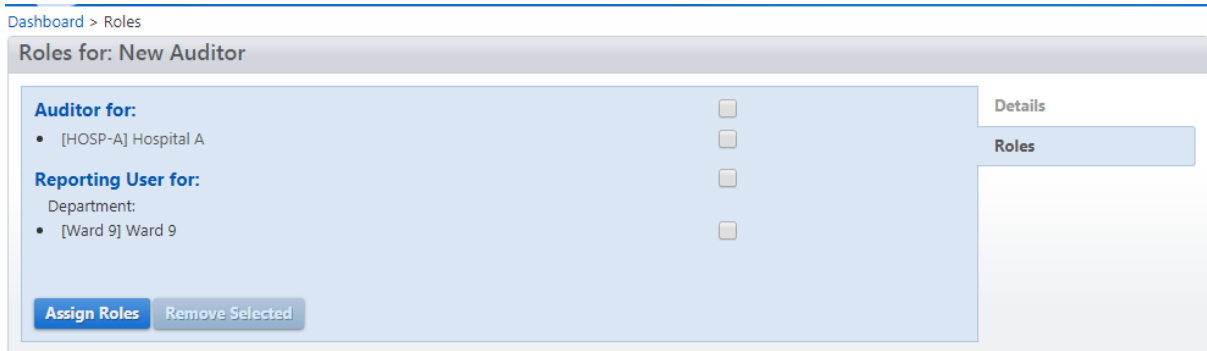 Dashboard > Roles
Roles for: New Auditor
Auditor for:
• [HOSP-A] Hospital A
Reporting User for:
Department:
• [Ward 9] Ward 9
Assign Roles Remove Selected
Details
Roles